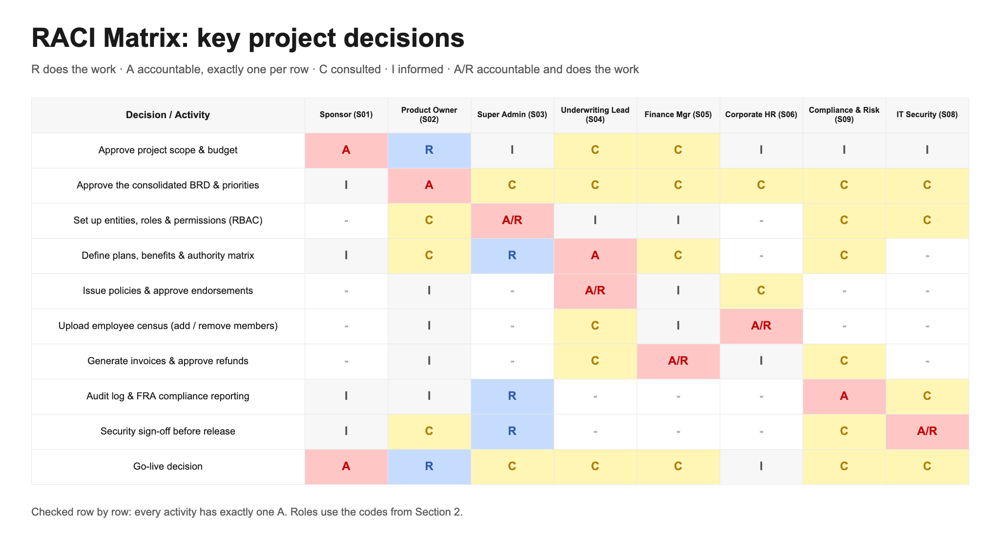 RACI Matrix: key project decisions
R does the work · A accountable, exactly one per row · C consulted · I informed · A/R accountable and does the work
Decision / Activity Sponsor (S01) Product Owner (S02) Super Admin (S03) Underwriting Lead (S04) Finance Mgr (S05) Corporate HR (S06) Compliance & Risk (S09) IT Security (S08)
Approve project scope & budget A R I C C I I I
Approve the consolidated BRD & priorities I A C C C C C C
Set up entities, roles & permissions (RBAC) - C A/R I I - C C
Define plans, benefits & authority matrix I C R A C - C -
Issue policies & approve endorsements - I - A/R I C - -
Upload employee census (add / remove members) - I - C I A/R - -
Generate invoices & approve refunds - I - C A/R I C -
Audit log & FRA compliance reporting I I R - - - A C
Security sign-off before release I C R - - - C A/R
Go-live decision A R C C C I C C
Checked row by row: every activity has exactly one A. Roles use the codes from Section 2.